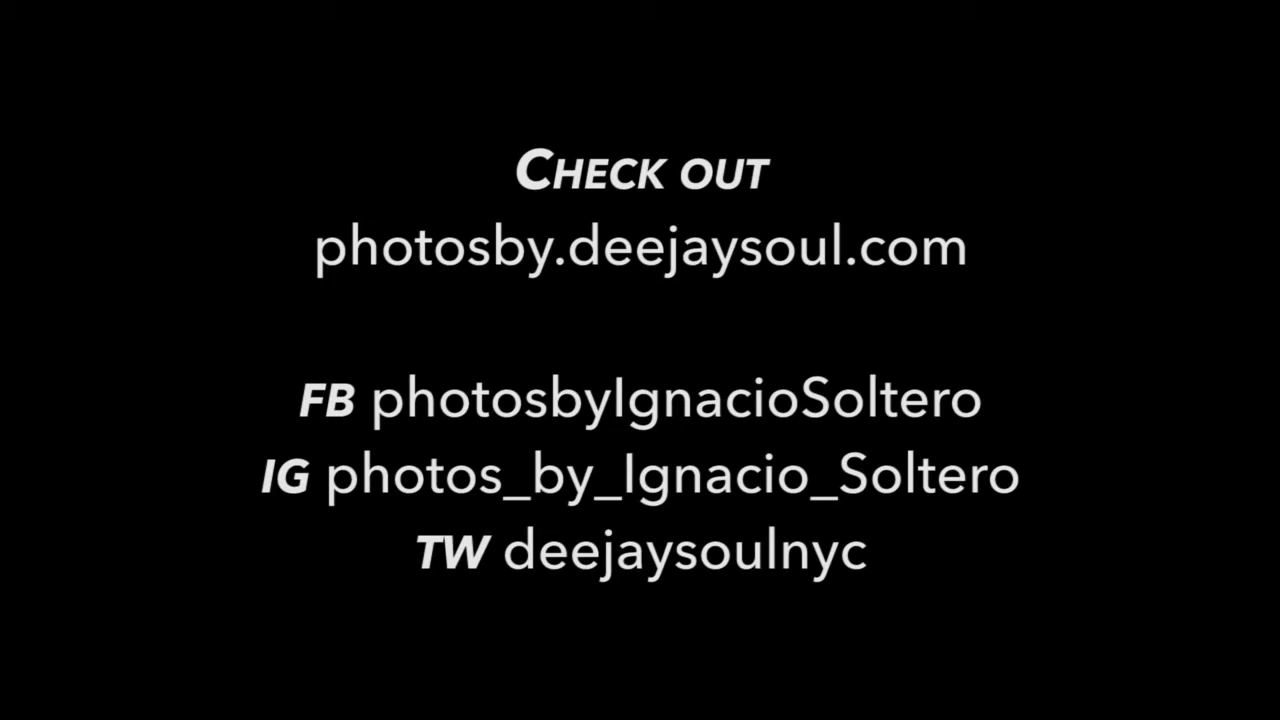 CHECK OUT
photosby.deejaysoul.com
FB photosbyIgnacioSoltero
IG photos_by_Ignacio_Soltero
TW deejaysoulnyc